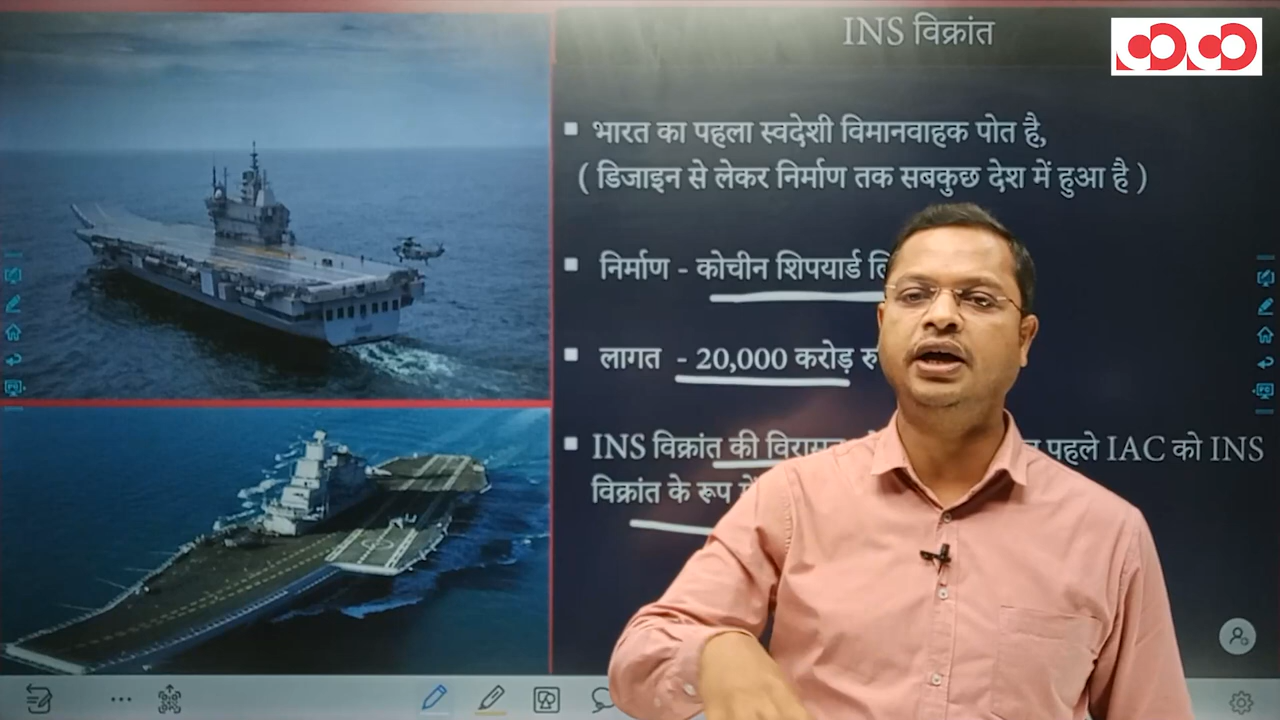 INS विक्रांत
▪ भारत का पहला स्वदेशी विमानवाहक पोत है,
( डिजाइन से लेकर निर्माण तक सबकुछ देश में हुआ है )
▪ निर्माण - कोचीन शिपयार्ड
▪ लागत - 20,000 करोड़
▪ INS विक्रांत की पहले IAC को INS
विक्रांत के रूप